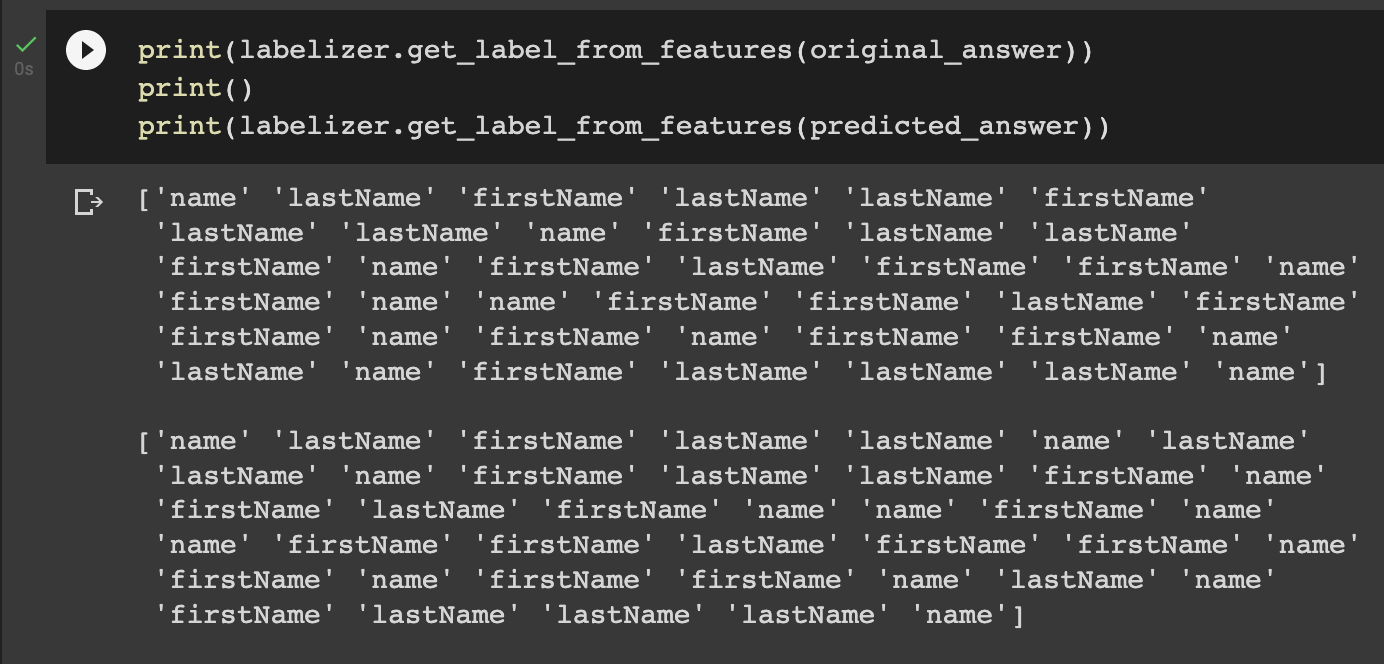 print(labelizer.get_label_from_features(original_answer))
0s
print()
print(labelizer.get_label_from_features(predicted_answer))
['name' 'lastName' 'firstName' 'lastName' 'lastName' 'firstName'
'lastName' 'lastName' 'name' 'firstName' 'lastName' 'lastName'
'firstName' 'name' 'firstName' 'lastName' 'firstName' 'firstName' 'name'
'firstName' 'name' 'name' 'firstName' 'firstName' 'lastName' 'firstName'
'firstName' 'name' 'firstName' 'name' 'firstName' 'firstName' 'name'
'lastName' 'name' 'firstName' 'lastName' 'lastName' 'lastName' 'name']
['name' 'lastName' 'firstName' 'lastName' 'lastName' 'name' 'lastName'
'lastName' 'name' 'firstName' 'lastName' 'lastName' 'firstName' 'name'
'firstName' 'lastName' 'firstName' 'name' 'name' 'firstName' 'name'
'name' 'firstName' 'firstName' 'lastName' 'firstName' 'firstName' 'name'
'firstName' 'name' 'firstName' 'firstName' 'name' 'lastName' 'name'
'firstName' 'lastName' 'lastName' 'lastName' 'name']